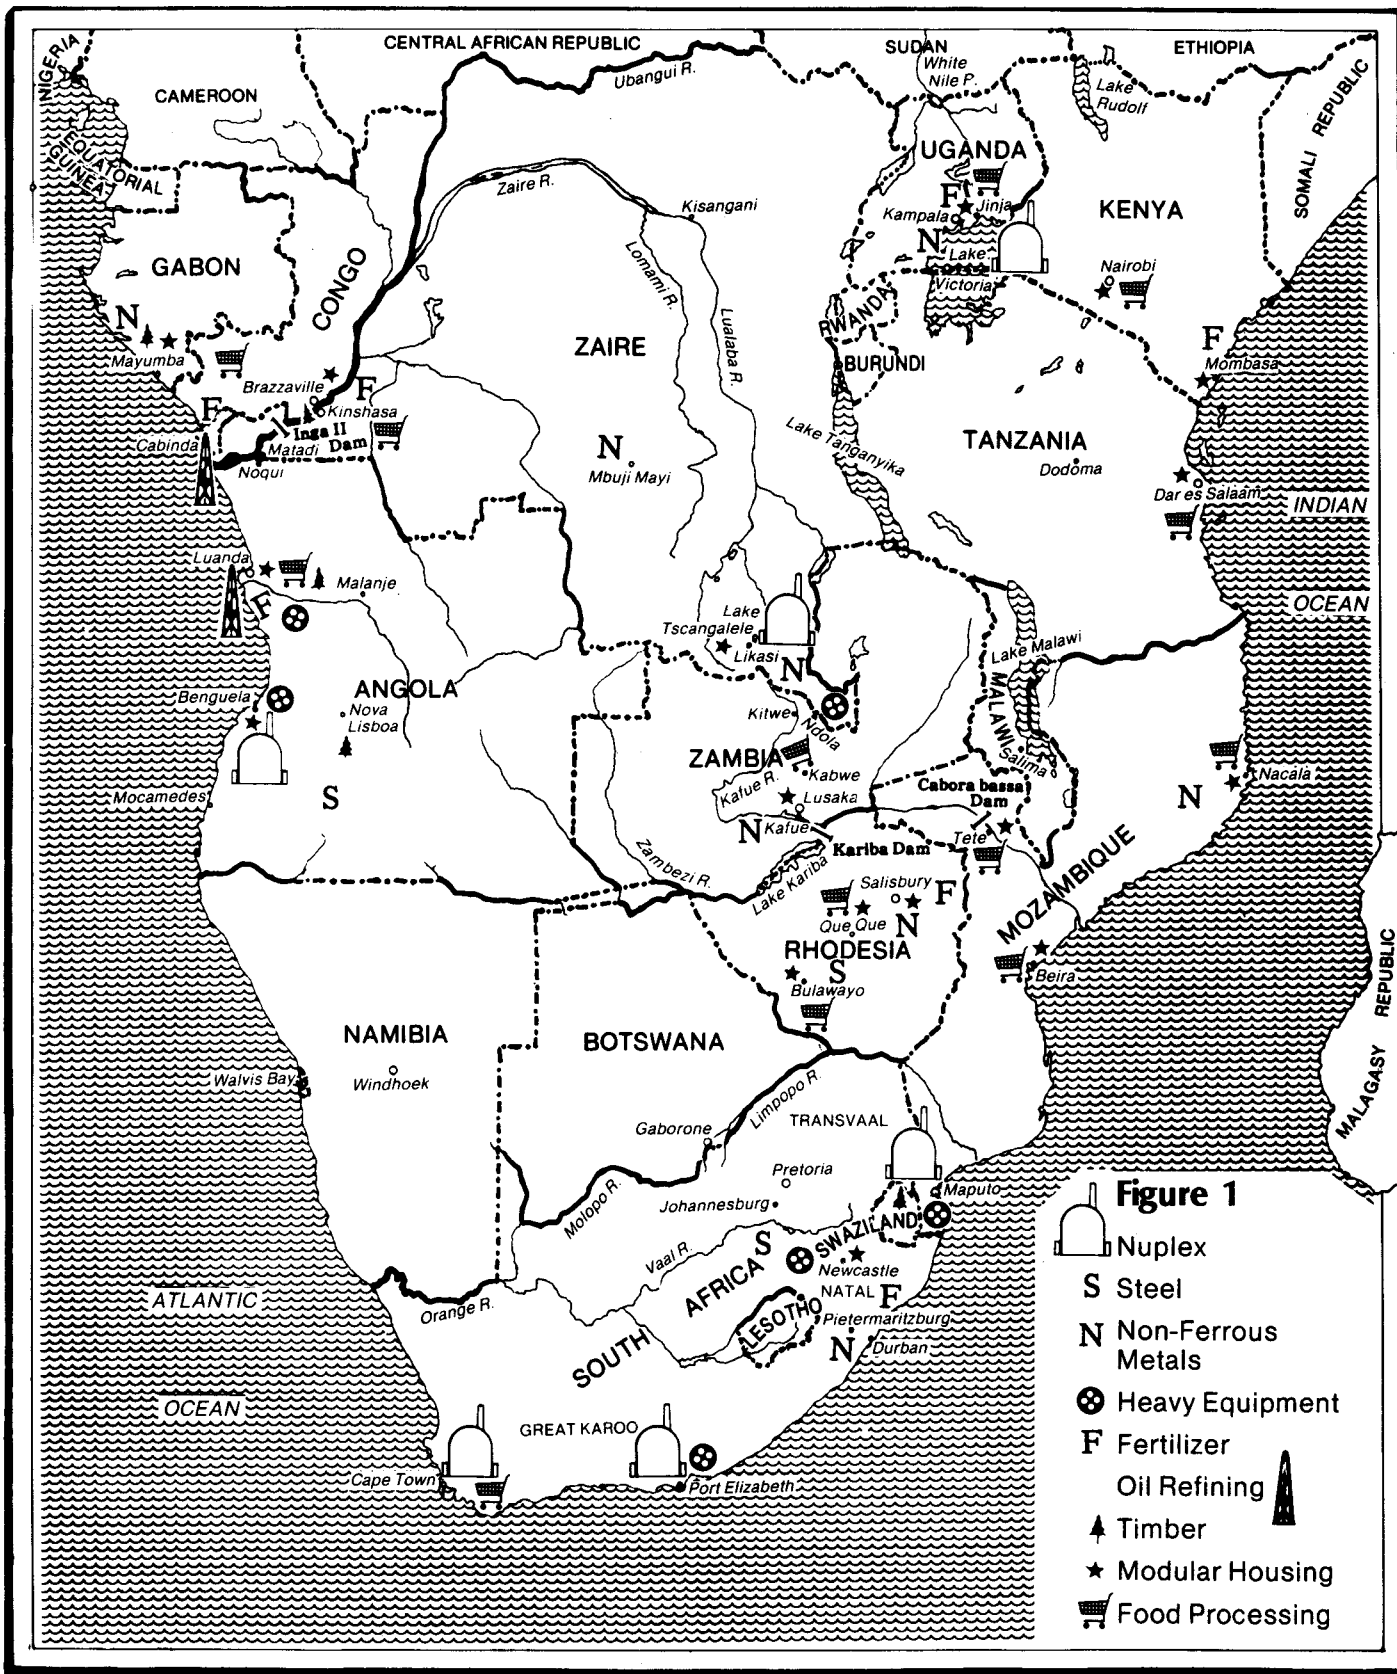 CENTRAL AFRICAN REPUBLIC
SUDAN
ETHIOPIA
NIGERIA
CAMEROON
Ubangui R.
White
Nile P.
Lake
Rudolf
SOMALI REPUBLIC
EQUATORIAL
GUINEA
UGANDA
Zaire R.
Kisangani
F
Jinja
Kampala
KENYA
N
Lake
Victoria
Nairobi
GABON
CONGO
Lomami R.
Lualaba R.
RWANDA
N
Mayumba
ZAIRE
BURUNDI
F
Mombasa
Brazzaville
F
Kinshasa
F
Cabinda
Inga II
Dam
Matadi
Noqui
N
Mbuji Mayi
Lake Tanganyika
TANZANIA
Dodoma
Dar es Salaam
INDIAN
OCEAN
Luanda
Malanje
F
Lake
Tscangalele
Likasi
N
Lake Malawi
MALAWI
Benguela
ANGOLA
Nova
Lisboa
Kitwe
Ndola
ZAMBIA
Kabwe
Salima
Kafue R.
Lusaka
Cabora bassa
Dam
N
Nacala
Mocamedes
S
N
Kafue
Kariba Dam
Tete
MOZAMBIQUE
Zambezi R.
Lake Kariba
Salisbury
F
Que Que
N
RHODESIA
S
Bulawayo
Beira
MALAGASY REPUBLIC
NAMIBIA
Windhoek
Walvis Bay
BOTSWANA
Gaborone
Limpopo R.
TRANSVAAL
Pretoria
Johannesburg
Molopo R.
Maputo
SWAZILAND
Vaal R.
S
Newcastle
NATAL
F
Pietermaritzburg
N
Durban
LESOTHO
SOUTH AFRICA
Orange R.
ATLANTIC
OCEAN
GREAT KAROO
Cape Town
Port Elizabeth
Figure 1
Nuplex
S Steel
N Non-Ferrous
Metals
Heavy Equipment
F Fertilizer
Oil Refining
Timber
Modular Housing
Food Processing